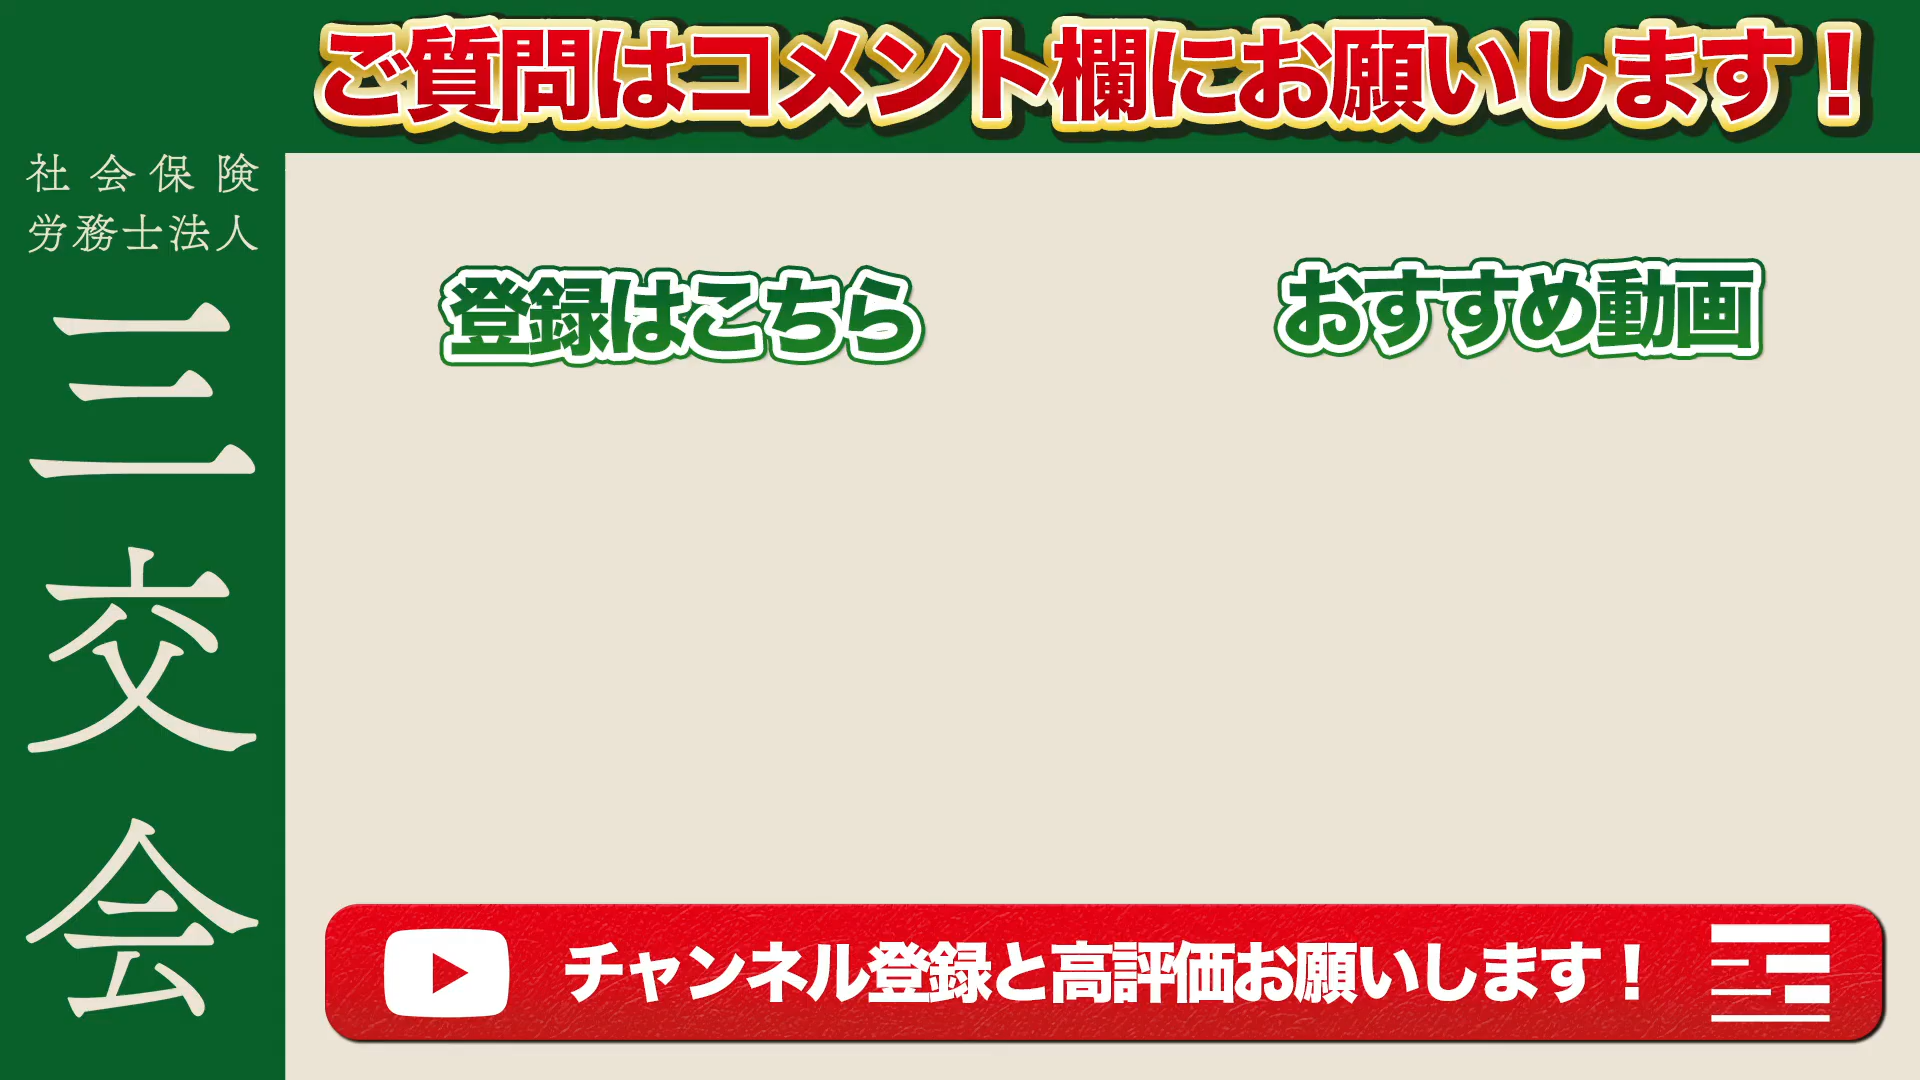 ご質問はコメント欄にお願いします！
社会保険
労務士法人
三交会
登録はこちら
おすすめ動画
チャンネル登録と高評価お願いします！